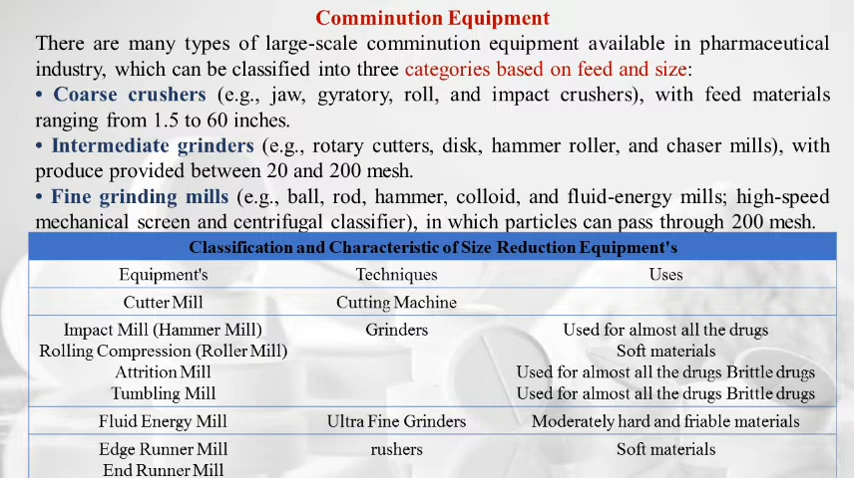 Comminution Equipment
There are many types of large-scale comminution equipment available in pharmaceutical
industry, which can be classified into three categories based on feed and size:
• Coarse crushers (e.g., jaw, gyratory, roll, and impact crushers), with feed materials
ranging from 1.5 to 60 inches.
• Intermediate grinders (e.g., rotary cutters, disk, hammer roller, and chaser mills), with
produce provided between 20 and 200 mesh.
• Fine grinding mills (e.g., ball, rod, hammer, colloid, and fluid-energy mills; high-speed
mechanical screen and centrifugal classifier), in which particles can pass through 200 mesh.
Classification and Characteristic of Size Reduction Equipment's
Equipment's Techniques Uses
Cutter Mill Cutting Machine
Impact Mill (Hammer Mill) Grinders Used for almost all the drugs
Rolling Compression (Roller Mill) Soft materials
Attrition Mill Used for almost all the drugs Brittle drugs
Tumbling Mill Used for almost all the drugs Brittle drugs
Fluid Energy Mill Ultra Fine Grinders Moderately hard and friable materials
Edge Runner Mill rushers Soft materials
End Runner Mill